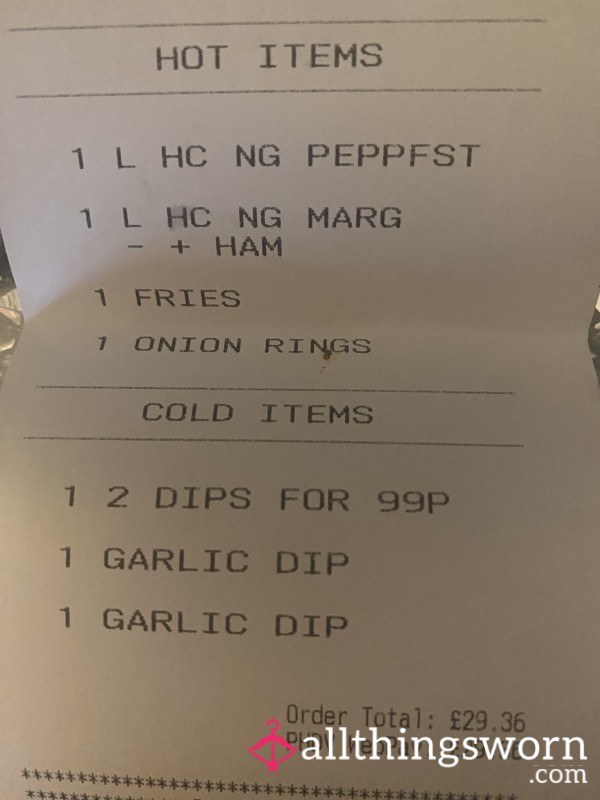 HOT ITEMS
1 L HC NG PEPPFST
1 L HC NG MARG
- + HAM
1 FRIES
1 ONION RINGS
COLD ITEMS
1 2 DIPS FOR 99P
1 GARLIC DIP
1 GARLIC DIP
Order Total: £29.36
allthingsworn
.com
*****************************************